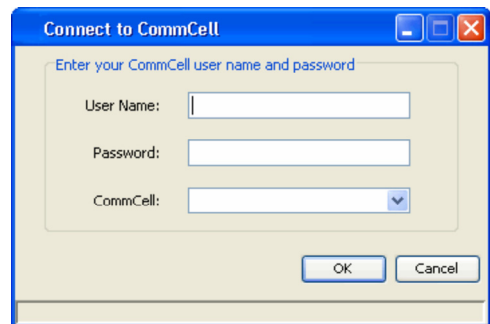 Connect to CommCell
Enter your CommCell user name and password
User Name:
Password:
CommCell:
OK
Cancel